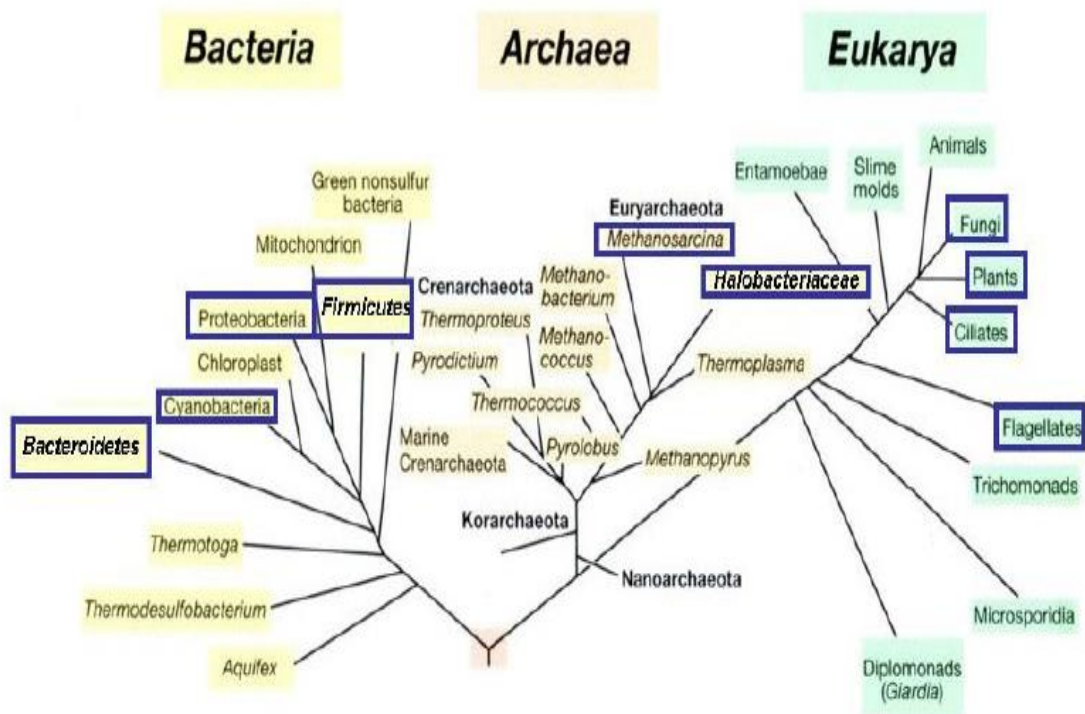 Bacteria
Archaea
Eukarya
Green nonsulfur
bacteria
Mitochondrion
Proteobacteria
Firmicutes
Chloroplast
Cyanobacteria
Bacteroidetes
Thermotoga
Thermodesulfobacterium
Aquifex
Euryarchaeota
Methanosarcina
Crenarchaeota
Methano-
bacterium
Halobacteriaceae
Thermoproteus
Methano-
coccus
Pyrodictium
Thermoplasma
Thermococcus
Marine
Crenarchaeota
Pyrolobus
Methanopyrus
Korarchaeota
Nanoarchaeota
Entamoebae
Slime
molds
Animals
Fungi
Plants
Ciliates
Flagellates
Trichomonads
Microsporidia
Diplomonads
(Giardia)